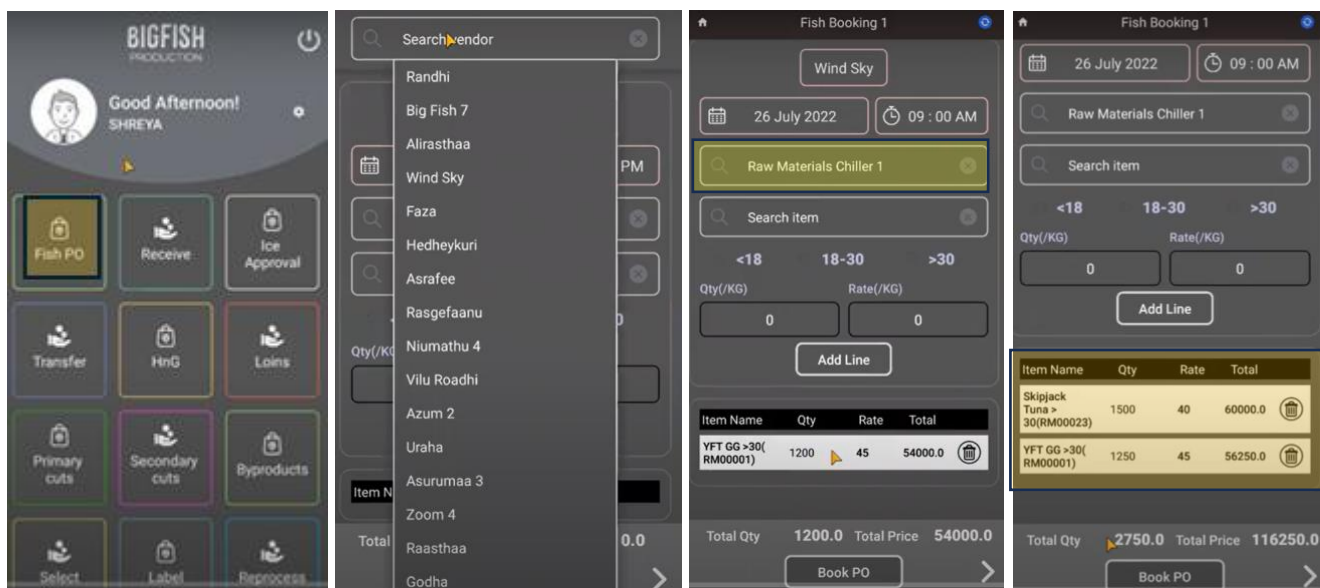 BIGFISH
PRODUCTION
Good Afternoon!
SHREYA
Fish PO
Receive
Ice
Approval
Transfer
HnG
Loins
Primary
cuts
Secondary
cuts
Byproducts
Select
Label
Reprocess
Search vendor
Randhi
Big Fish 7
Alirasthaa
Wind Sky
Faza
Hedheykuri
Asrafee
Rasgefaanu
Niumathu 4
Vilu Roadhi
Azum 2
Uraha
Asurumaa 3
Zoom 4
Raasthaa
Godha
PM
Qty(/KG
Item N
Total
0.0
Fish Booking 1
Wind Sky
26 July 2022 09 : 00 AM
Raw Materials Chiller 1
Search item
<18 18-30 >30
Qty(/KG) Rate(/KG)
0 0
Add Line
Item Name Qty Rate Total
YFT GG >30(
RM00001) 1200 45 54000.0
Total Qty 1200.0 Total Price 54000.0
Book PO
Fish Booking 1
26 July 2022 09 : 00 AM
Raw Materials Chiller 1
Search item
<18 18-30 >30
Qty(/KG) Rate(/KG)
0 0
Add Line
Item Name Qty Rate Total
Skipjack
Tuna >
30(RM00023) 1500 40 60000.0
YFT GG >30(
RM00001) 1250 45 56250.0
Total Qty 2750.0 Total Price 116250.0
Book PO